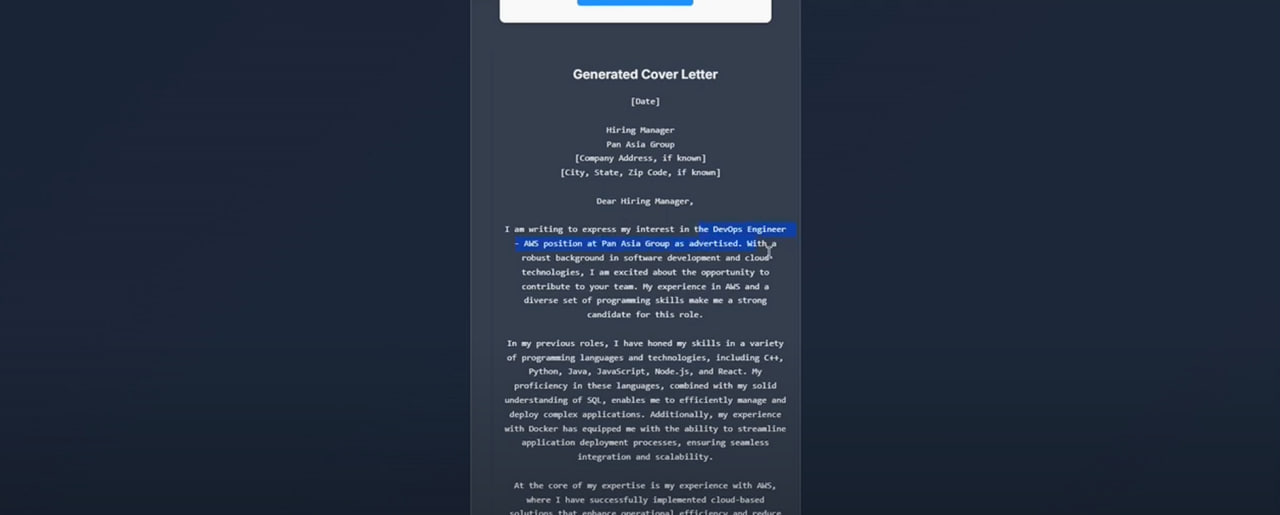 Generated Cover Letter
[Date]
Hiring Manager
Pan Asia Group
[Company Address, if known]
[City, State, Zip Code, if known]
Dear Hiring Manager,
I am writing to express my interest in the DevOps Engineer
- AWS position at Pan Asia Group as advertised. With a
robust background in software development and cloud
technologies, I am excited about the opportunity to
contribute to your team. My experience in AWS and a
diverse set of programming skills make me a strong
candidate for this role.
In my previous roles, I have honed my skills in a variety
of programming languages and technologies, including C++,
Python, Java, JavaScript, Node.js, and React. My
proficiency in these languages, combined with my solid
understanding of SQL, enables me to efficiently manage and
deploy complex applications. Additionally, my experience
with Docker has equipped me with the ability to streamline
application deployment processes, ensuring seamless
integration and scalability.
At the core of my expertise is my experience with AWS,
where I have successfully implemented cloud-based
solutions that enhance operational efficiency and reduce